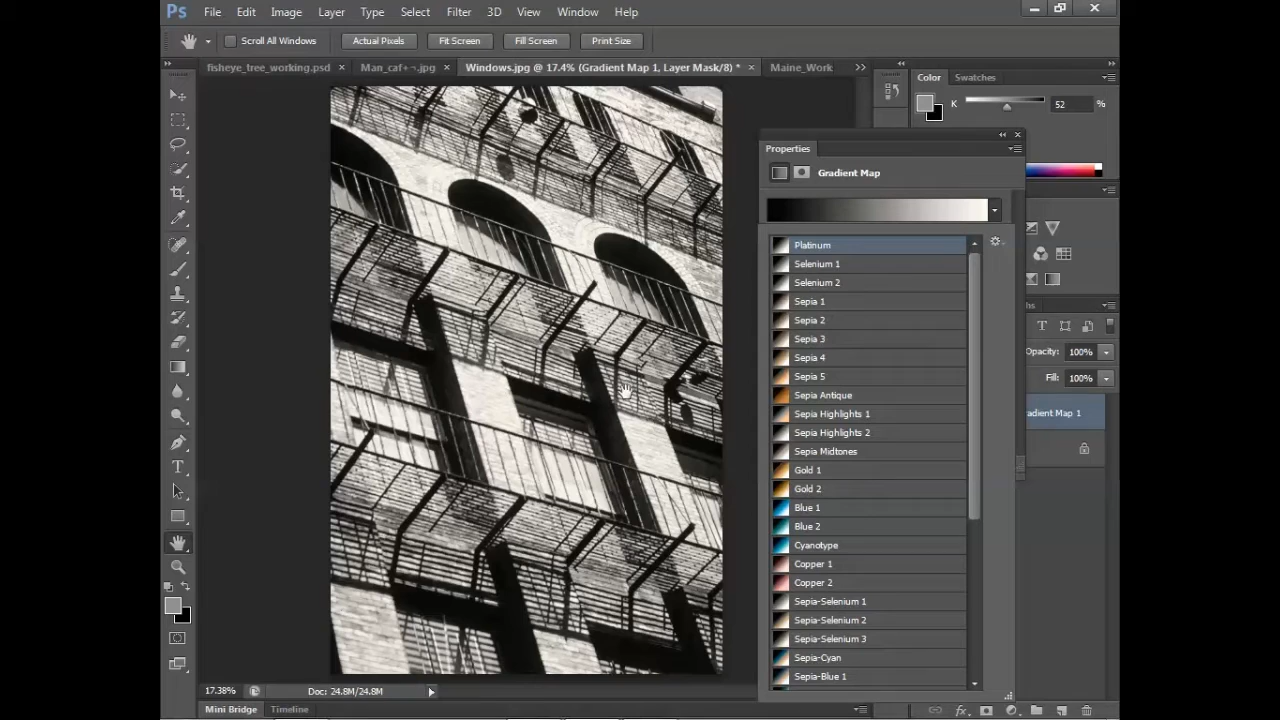 Ps File Edit Image Layer Type Select Filter 3D View Window Help
Scroll All Windows Actual Pixels Fit Screen Fill Screen Print Size
fisheye_tree_working.psd × Man_caf+¬.jpg × Windows.jpg @ 17.4% (Gradient Map 1, Layer Mask/8) * × Maine_Work
Color Swatches
K 52 %
Properties
Gradient Map
Platinum
Selenium 1
Selenium 2
Sepia 1
Sepia 2
Sepia 3
Sepia 4
Sepia 5
Sepia Antique
Sepia Highlights 1
Sepia Highlights 2
Sepia Midtones
Gold 1
Gold 2
Blue 1
Blue 2
Cyanotype
Copper 1
Copper 2
Sepia-Selenium 1
Sepia-Selenium 2
Sepia-Selenium 3
Sepia-Cyan
Sepia-Blue 1
hs
T
Opacity: 100%
Fill: 100%
adient Map 1
17.38% Doc: 24.8M/24.8M
Mini Bridge Timeline
fx